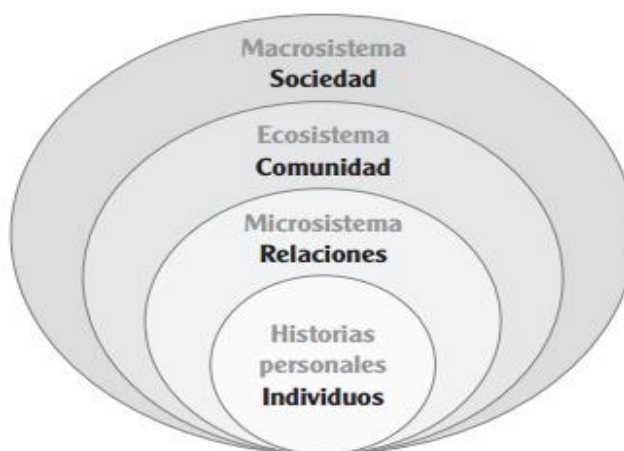 Macrosistema
Sociedad
Ecosistema
Comunidad
Microsistema
Relaciones
Historias
personales
Individuos